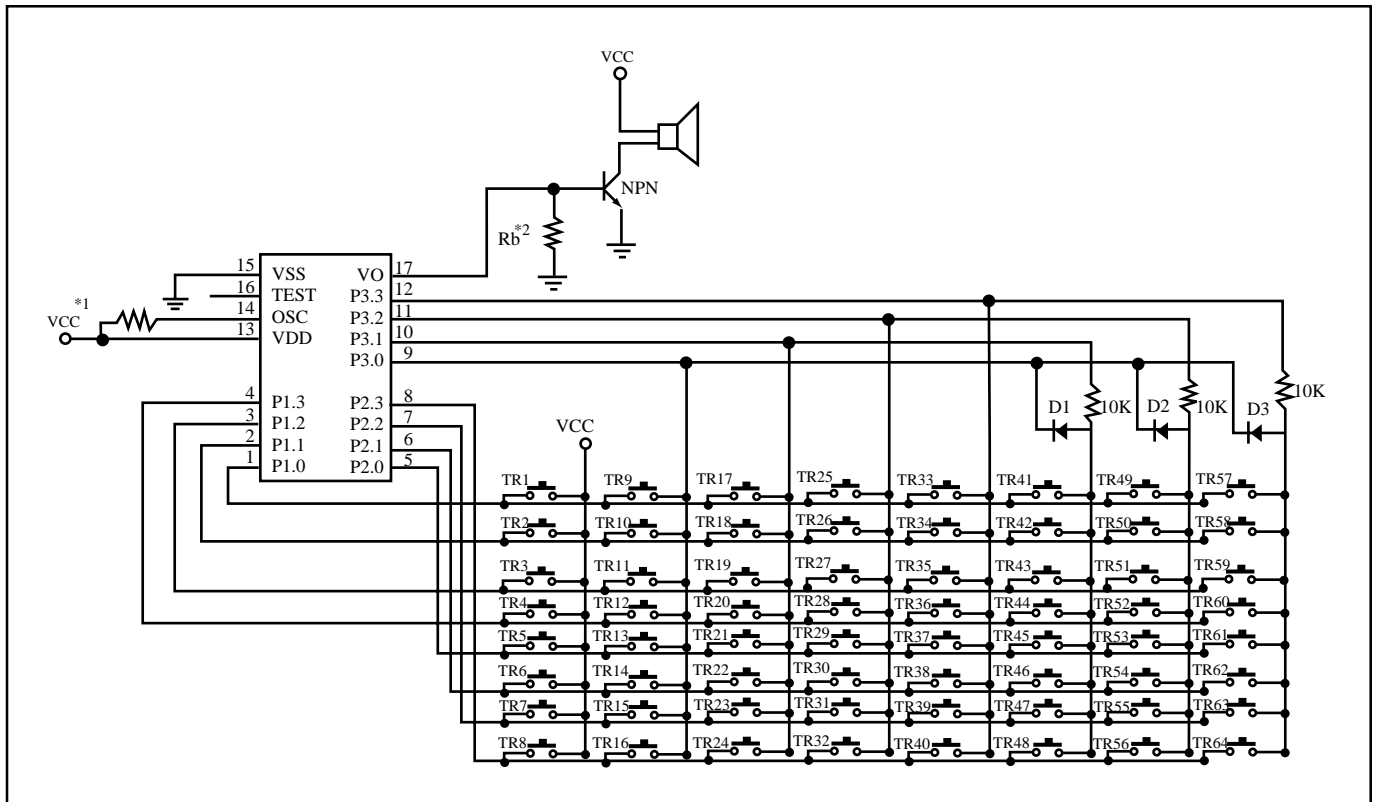 VCC
NPN
Rb*2
15 VSS VO 17
16 TEST P3.3 12
*1
VCC
14 OSC P3.2 11
13 VDD P3.1 10
P3.0 9
4 P1.3 P2.3 8
3 P1.2 P2.2 7
2 P1.1 P2.1 6
1 P1.0 P2.0 5
D1 10K D2 10K D3 10K
VCC
TR1 TR9 TR17 TR25 TR33 TR41 TR49 TR57
TR2 TR10 TR18 TR26 TR34 TR42 TR50 TR58
TR3 TR11 TR19 TR27 TR35 TR43 TR51 TR59
TR4 TR12 TR20 TR28 TR36 TR44 TR52 TR60
TR5 TR13 TR21 TR29 TR37 TR45 TR53 TR61
TR6 TR14 TR22 TR30 TR38 TR46 TR54 TR62
TR7 TR15 TR23 TR31 TR39 TR47 TR55 TR63
TR8 TR16 TR24 TR32 TR40 TR48 TR56 TR64